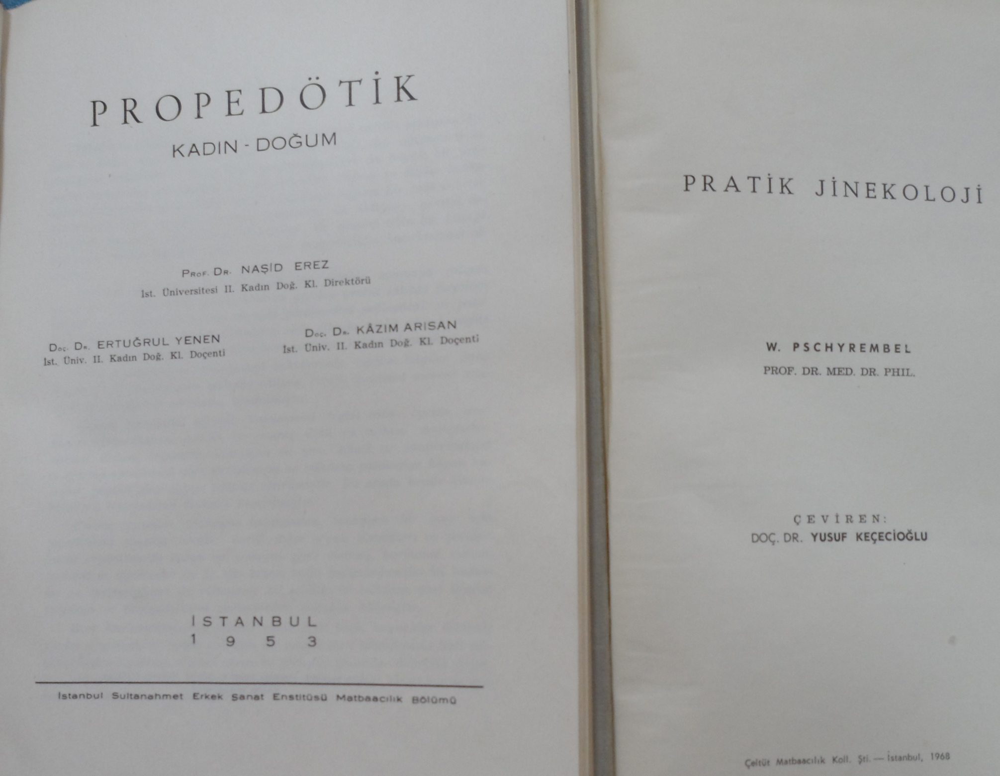 PROPEDÖTİK
KADIN - DOĞUM
PROF. DR. NAŞİD EREZ
İst. Üniversitesi II. Kadın Doğ. Kl. Direktörü
Doç. Dr. ERTUĞRUL YENEN
İst. Üniv. II. Kadın Doğ. Kl. Doçenti
Doç. Dr. KÂZIM ARISAN
İst. Üniv. II. Kadın Doğ. Kl. Doçenti
İSTANBUL
1953
İstanbul Sultanahmet Erkek Sanat Enstitüsü Matbaacılık Bölümü
PRATİK JİNEKOLOJİ
W. PSCHYREMBEL
PROF. DR. MED. DR. PHIL.
ÇEVİREN:
DOÇ. DR. YUSUF KEÇECİOĞLU
Çeltüt Matbaacılık Koll. Şti. — İstanbul, 1968